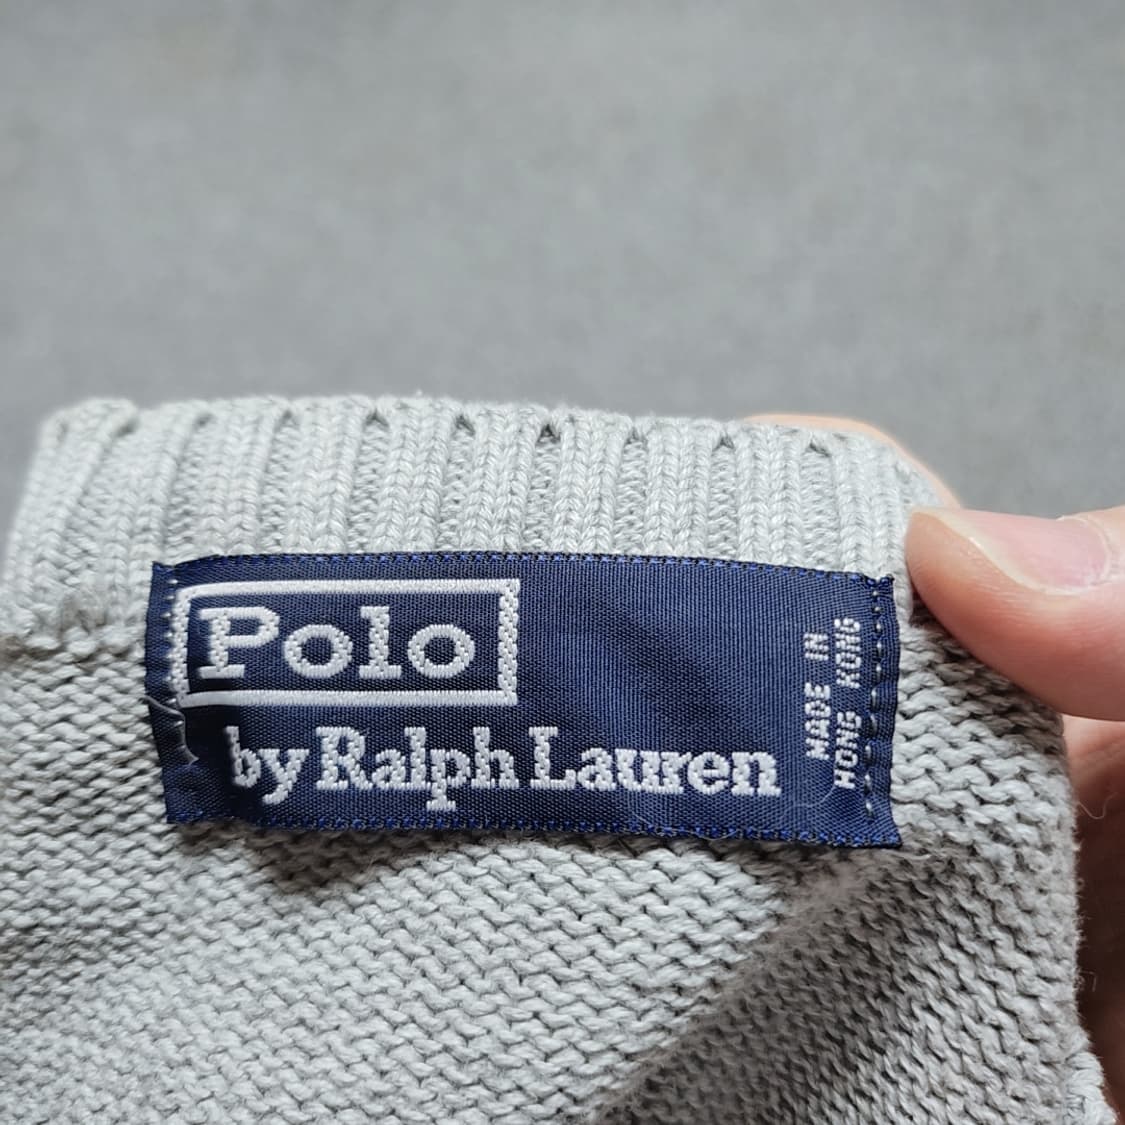 Polo
by Ralph Lauren
MADE IN
HONG KONG